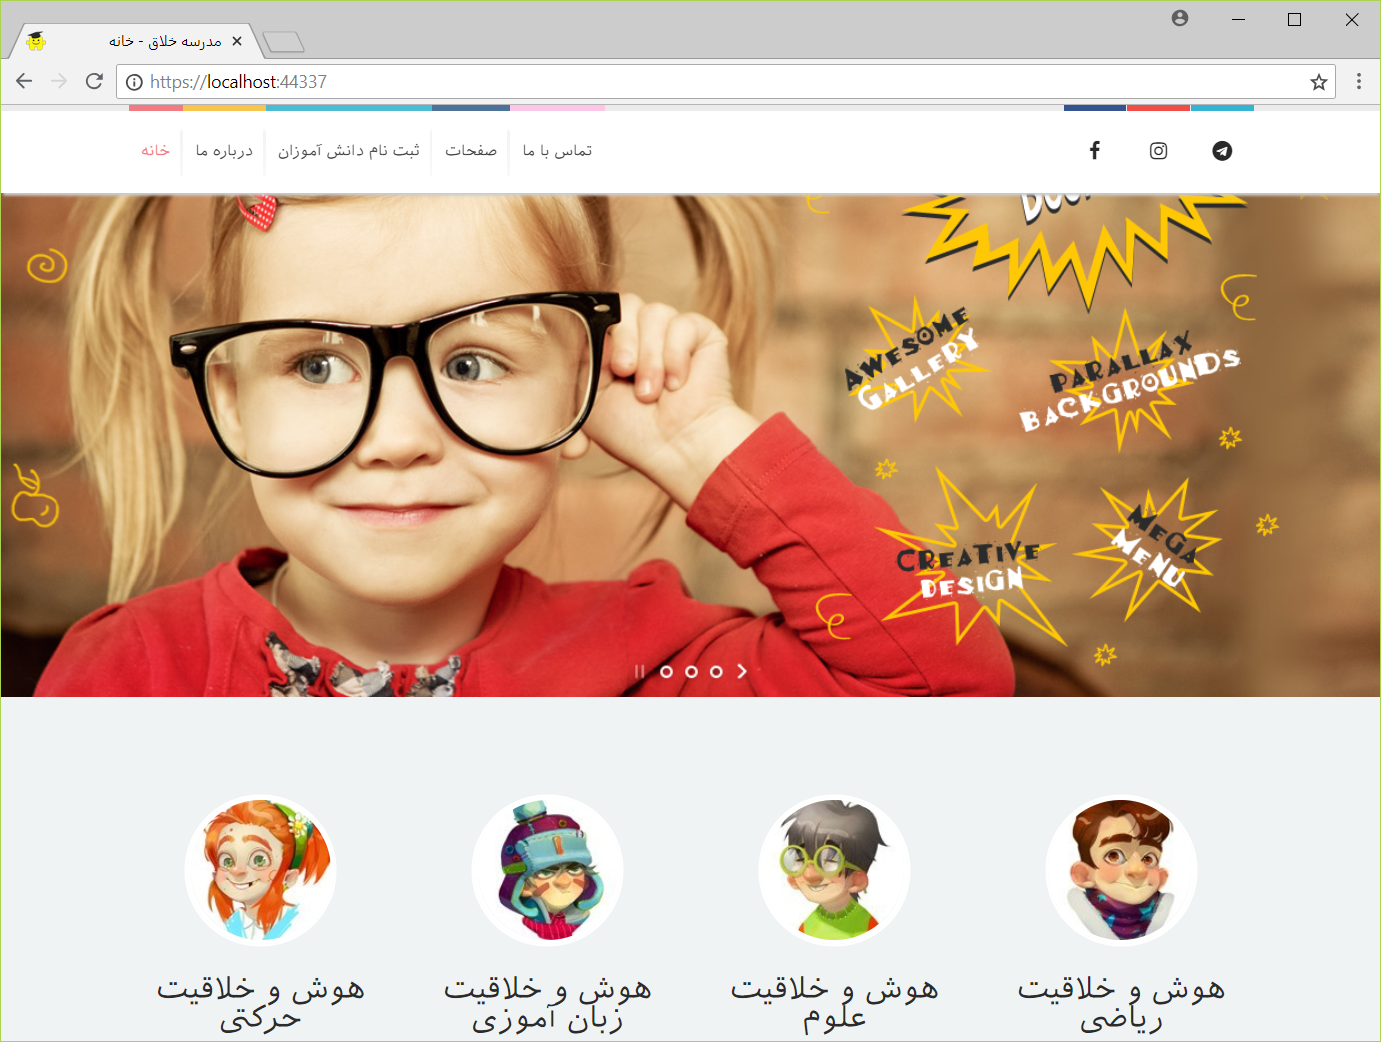 مدرسه خلاق - خانه
https://localhost:44337
خانه
درباره ما
ثبت نام دانش آموزان
صفحات
تماس با ما
AWESOME
GALLERY
PARALLAX
BACKGROUNDS
CREATIVE
DESIGN
MEGA
MENU
هوش و خلاقیت
حرکتی
هوش و خلاقیت
زبان آموزی
هوش و خلاقیت
علوم
هوش و خلاقیت
ریاضی